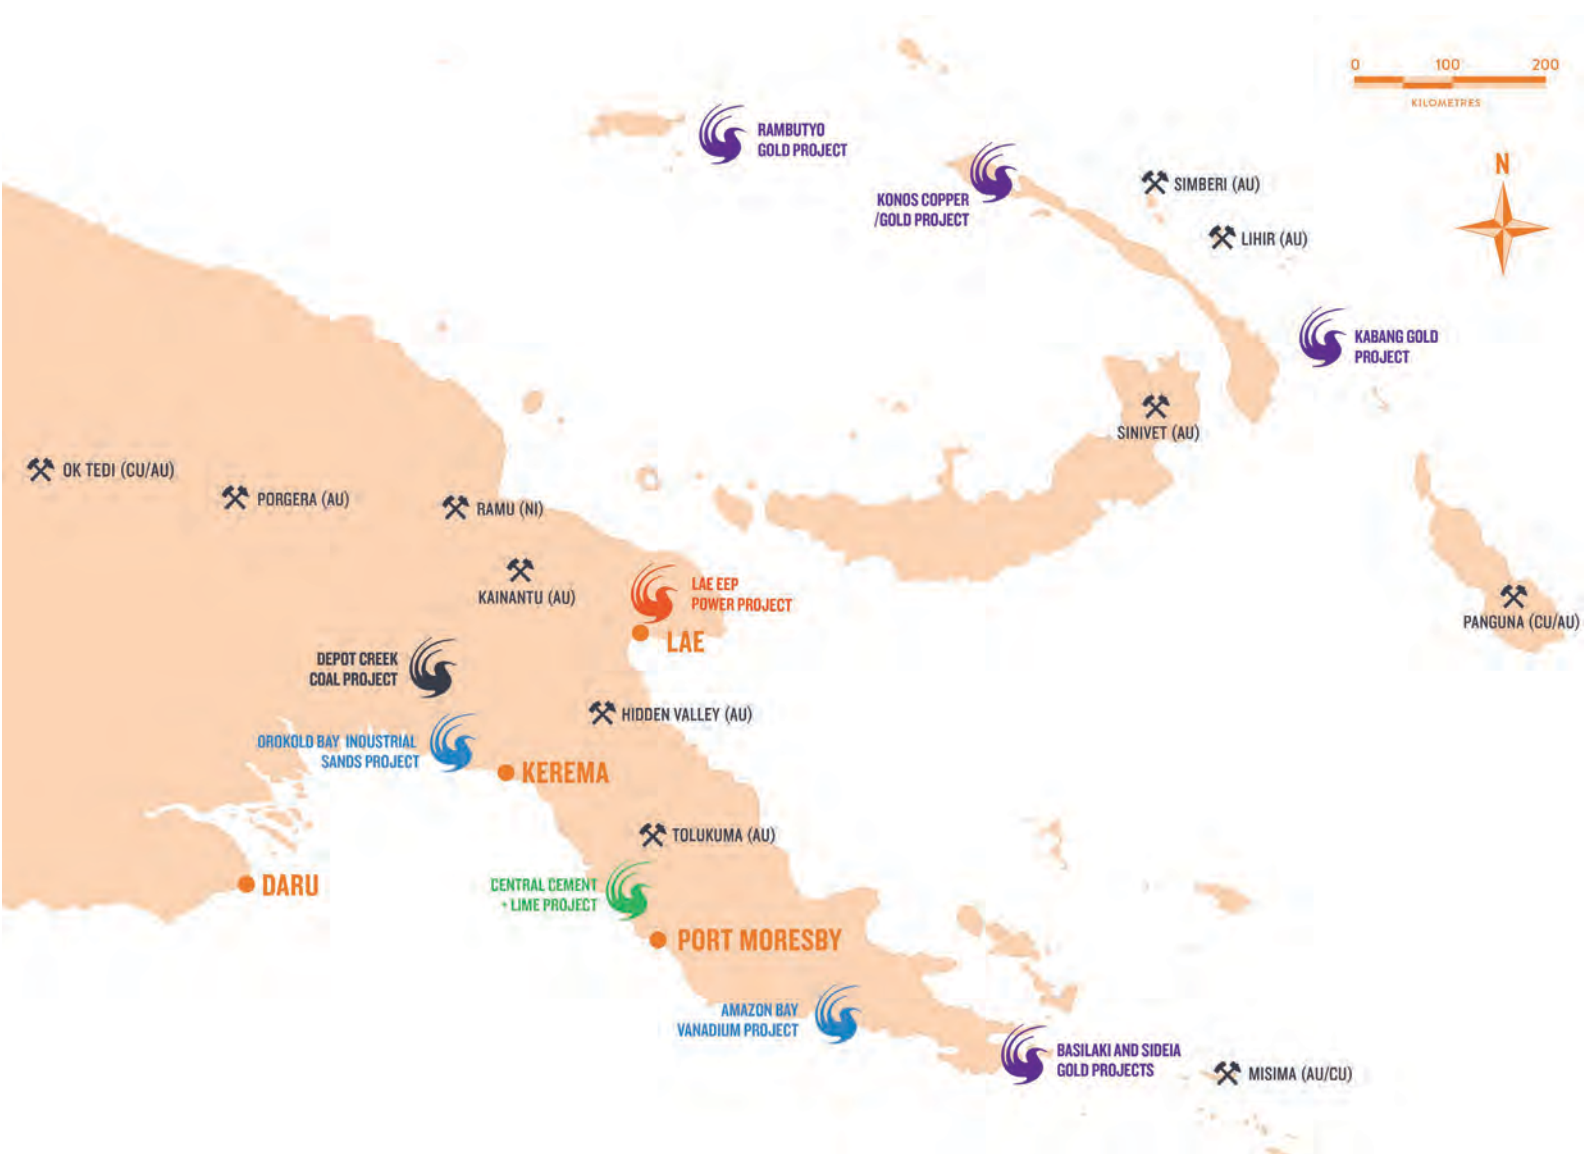 0 100 200
KILOMETRES
N
RAMBUTYO
GOLD PROJECT
KONOS COPPER
/GOLD PROJECT
SIMBERI (AU)
LIHIR (AU)
KABANG GOLD
PROJECT
SINIVET (AU)
OK TEDI (CU/AU)
PORGERA (AU)
RAMU (NI)
KAINANTU (AU)
LAE EEP
POWER PROJECT
LAE
PANGUNA (CU/AU)
DEPOT CREEK
COAL PROJECT
HIDDEN VALLEY (AU)
OROKOLD BAY INDUSTRIAL
SANDS PROJECT
KEREMA
TOLUKUMA (AU)
CENTRAL CEMENT
+ LIME PROJECT
DARU
PORT MORESBY
AMAZON BAY
VANADIUM PROJECT
BASILAKI AND SIDEIA
GOLD PROJECTS
MISIMA (AU/CU)